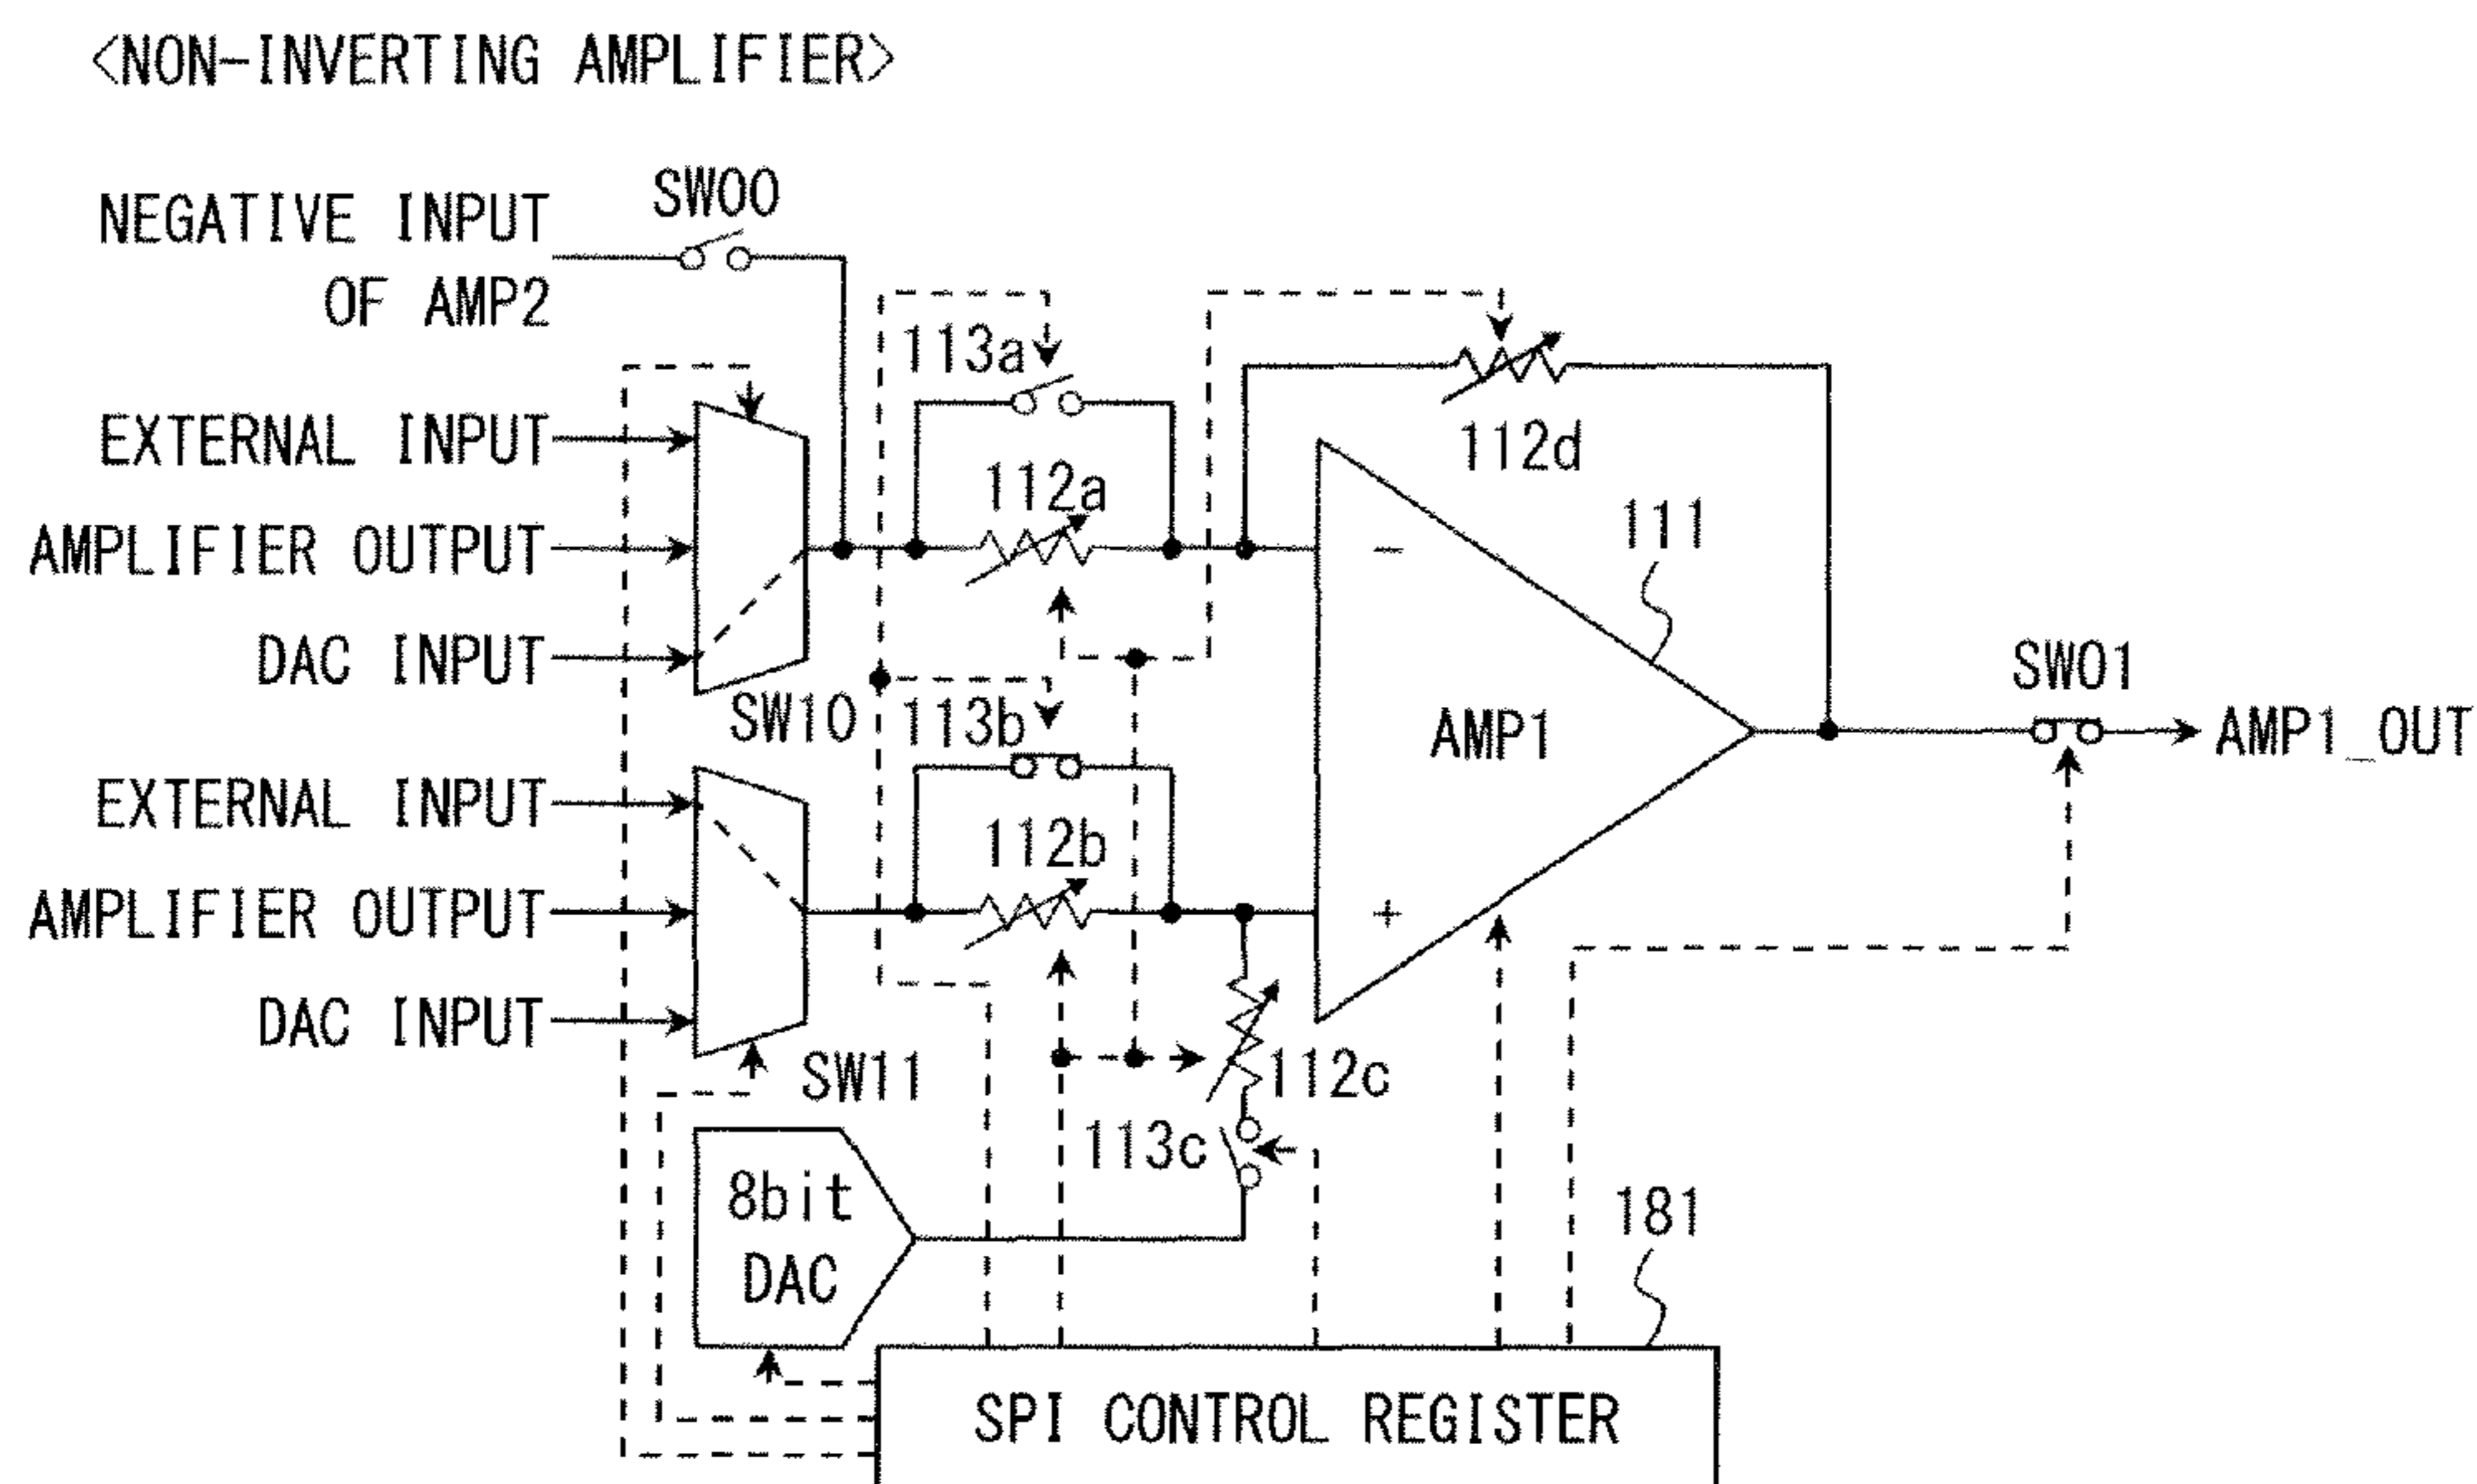 <NON-INVERTING AMPLIFIER>
NEGATIVE INPUT
OF AMP2
SW00
EXTERNAL INPUT
AMPLIFIER OUTPUT
DAC INPUT
SW10
113a
112a
112d
111
113b
112b
AMP1
-
+
SW01
AMP1_OUT
EXTERNAL INPUT
AMPLIFIER OUTPUT
DAC INPUT
SW11
112c
113c
8bit
DAC
181
SPI CONTROL REGISTER